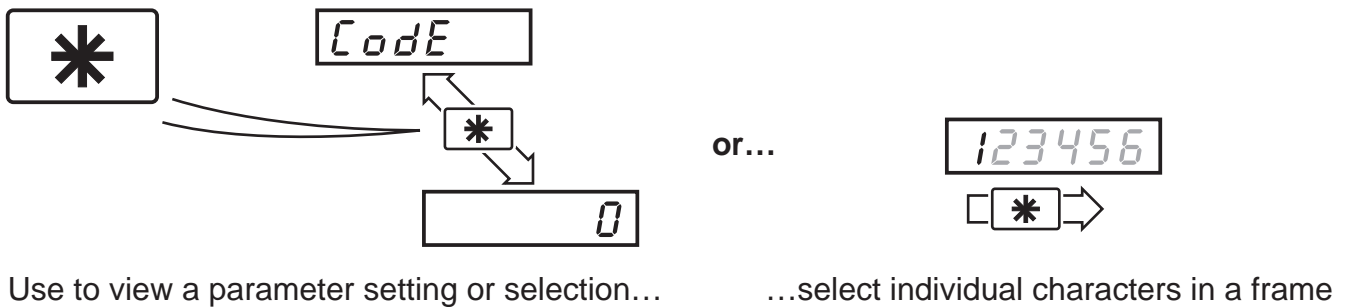 CodE
or…
123456
0
Use to view a parameter setting or selection…
…select individual characters in a frame